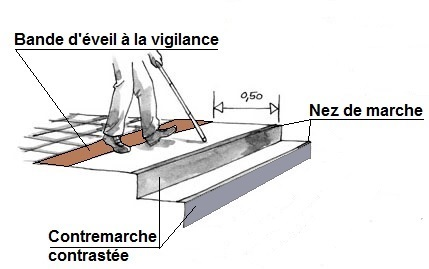 Bande d'éveil à la vigilance
0,50
Nez de marche
Contremarche
contrastée